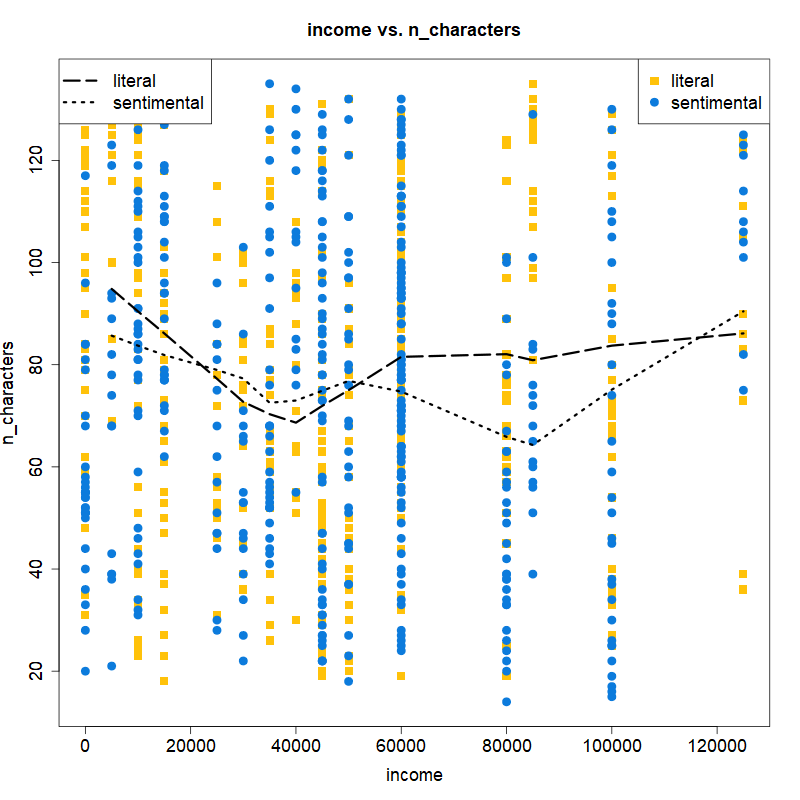 income vs. n_characters
literal
sentimental
literal
sentimental
n_characters
20
40
60
80
100
120
0
20000
40000
60000
80000
100000
120000
income